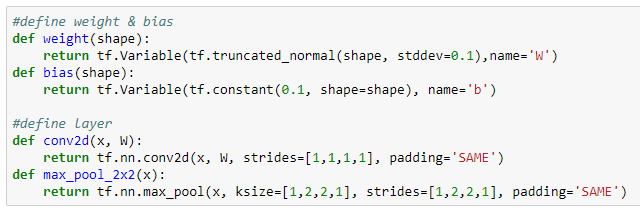 #define weight & bias
def weight(shape):
    return tf.Variable(tf.truncated_normal(shape, stddev=0.1),name='W')
def bias(shape):
    return tf.Variable(tf.constant(0.1, shape=shape), name='b')

#define layer
def conv2d(x, W):
    return tf.nn.conv2d(x, W, strides=[1,1,1,1], padding='SAME')
def max_pool_2x2(x):
    return tf.nn.max_pool(x, ksize=[1,2,2,1], strides=[1,2,2,1], padding='SAME')